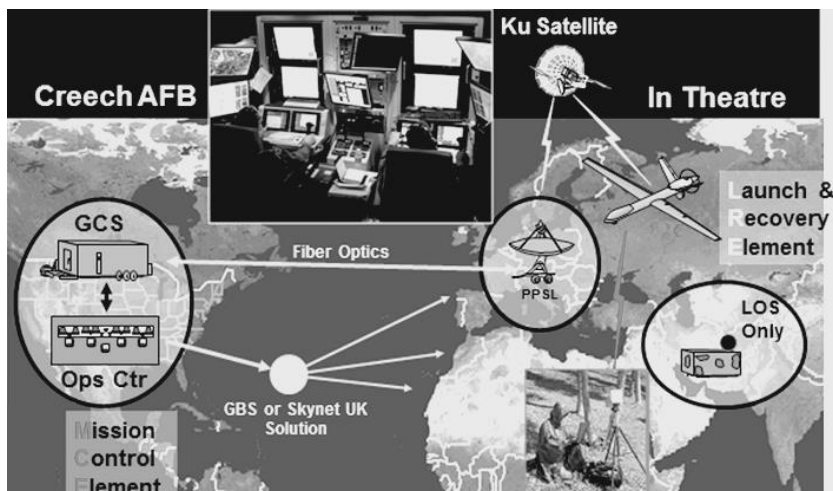 Ku Satellite
Creech AFB
In Theatre
Launch &
Recovery
Element
GCS
Fiber Optics
PPSL
LOS
Only
Ops Ctr
GBS or Skynet UK
Solution
Mission
Control
Element